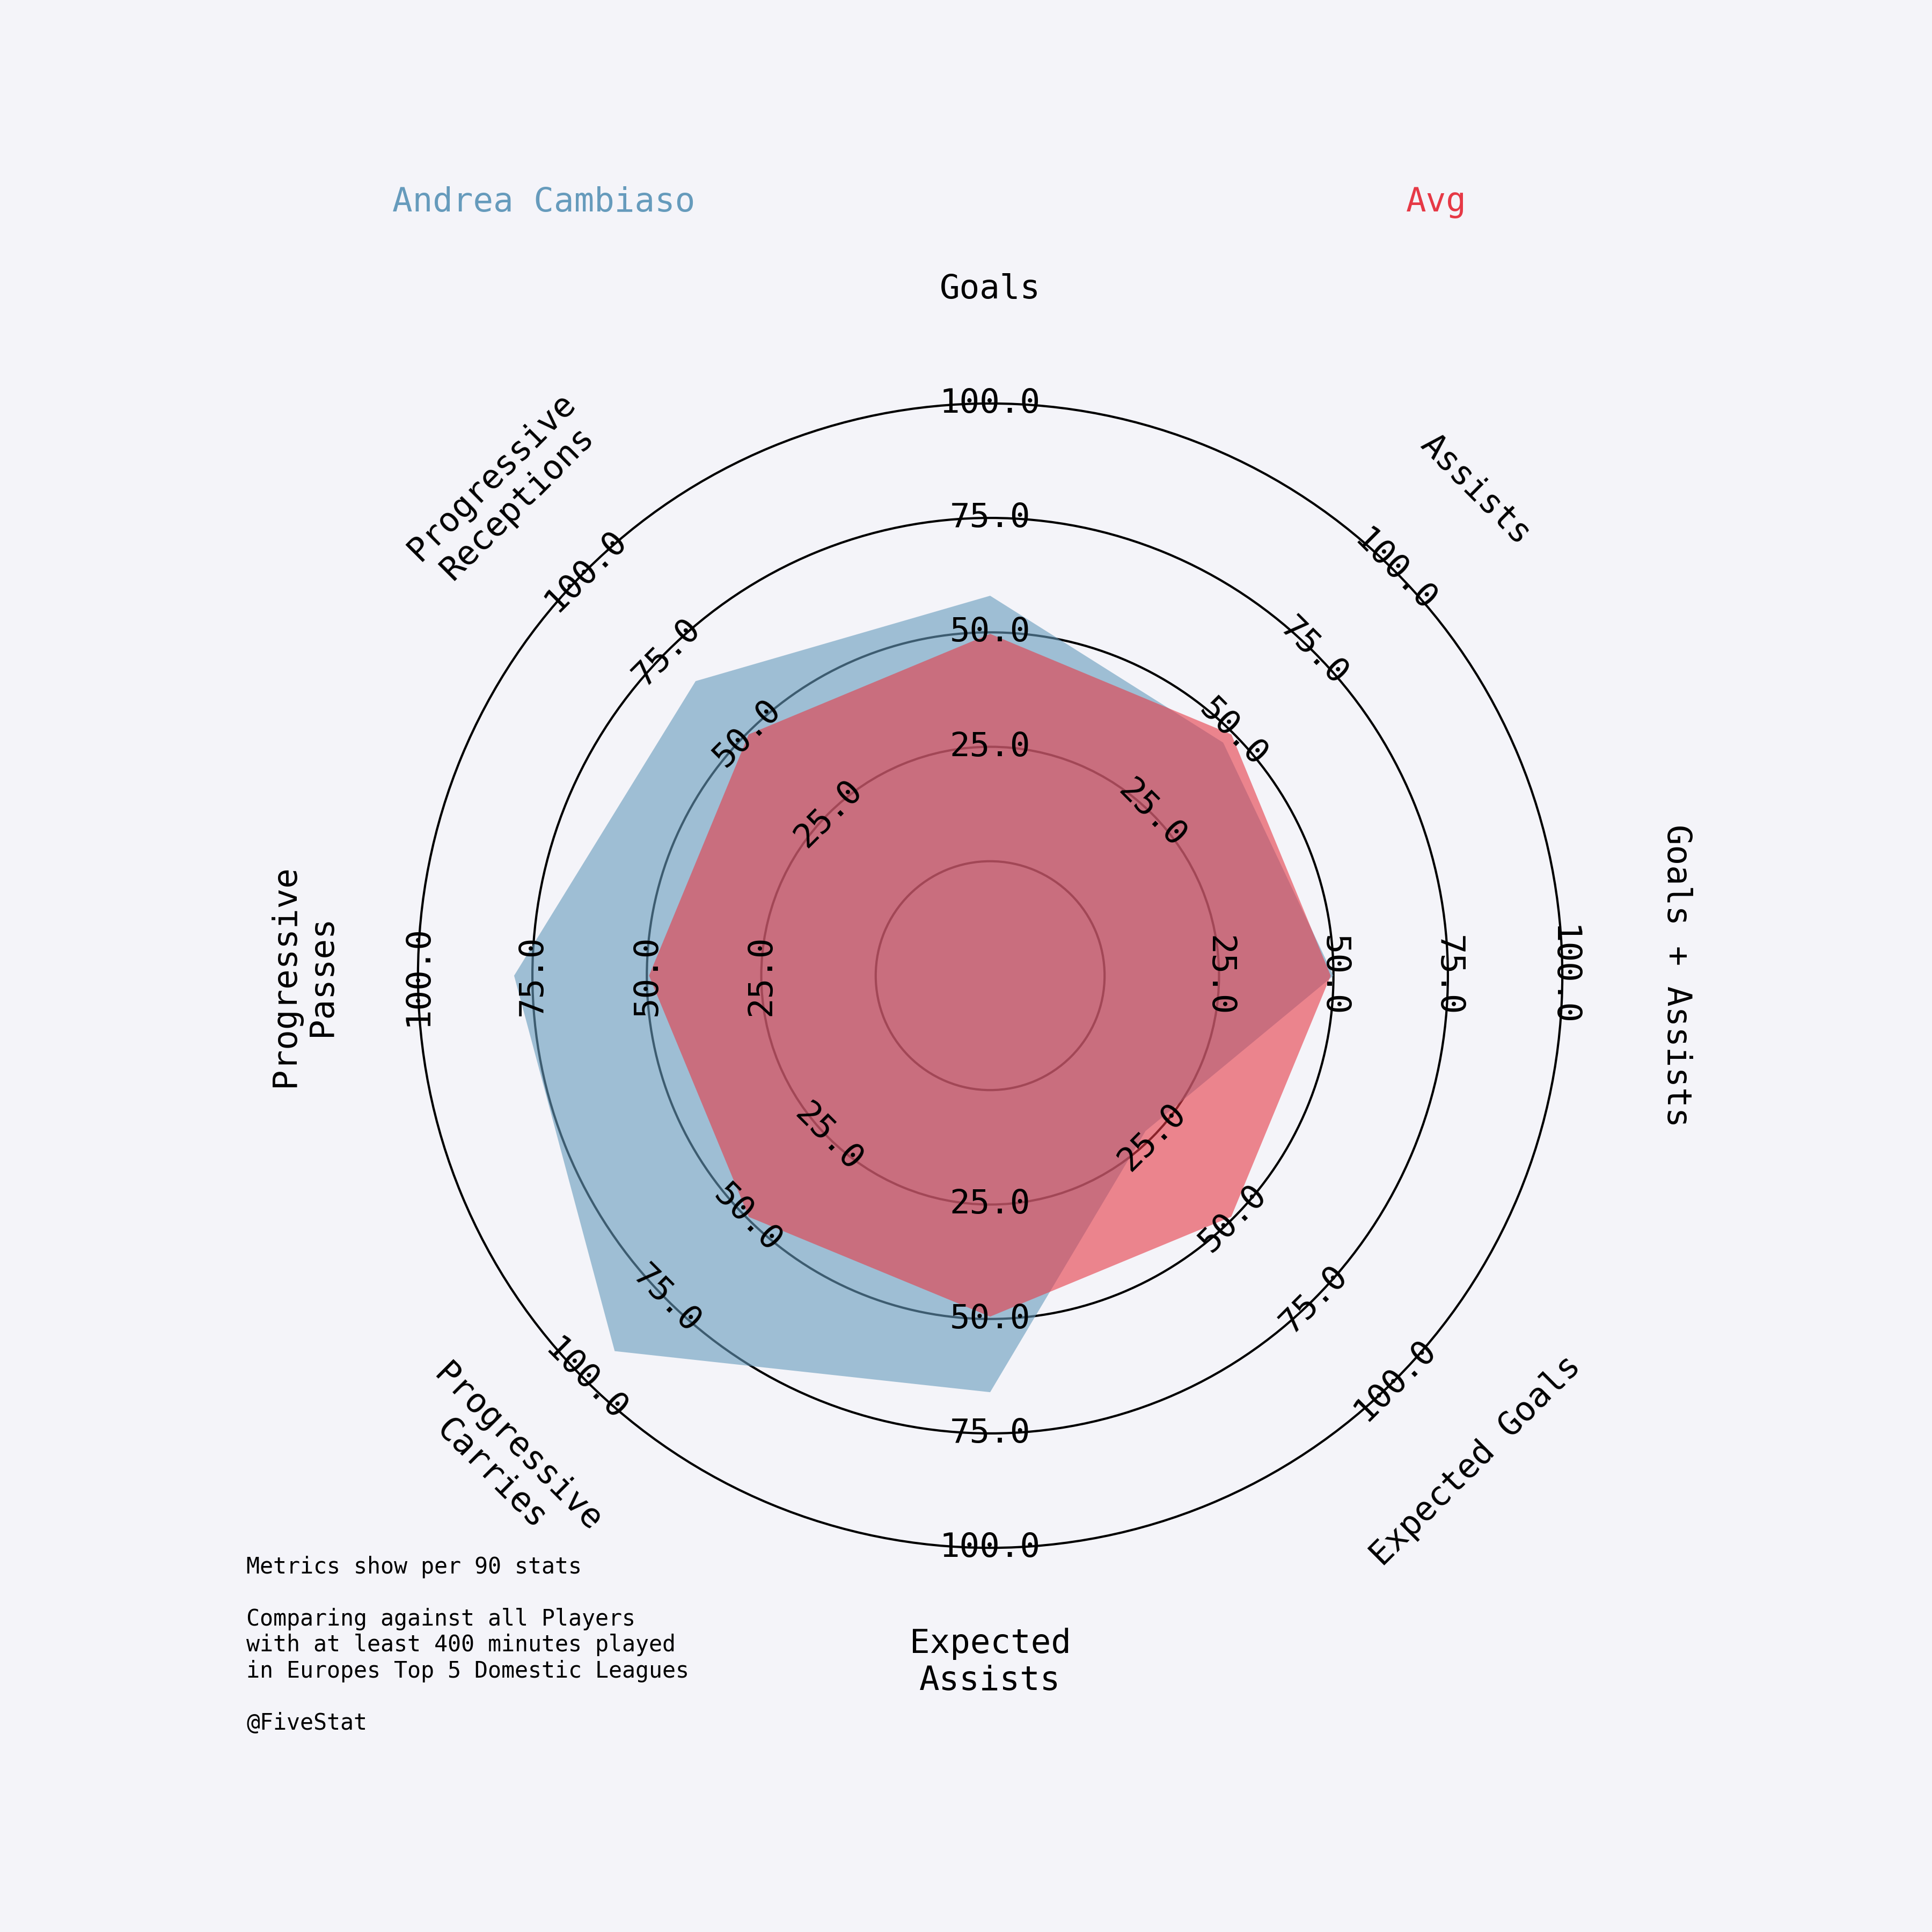 Andrea Cambiaso
Avg
Goals
Assists
Goals + Assists
Expected Goals
Expected
Assists
Progressive
Carries
Progressive
Passes
Progressive
Receptions
25.0
50.0
75.0
100.0
25.0
50.0
75.0
100.0
25.0
50.0
75.0
100.0
25.0
50.0
75.0
100.0
25.0
50.0
75.0
100.0
25.0
50.0
75.0
100.0
25.0
50.0
75.0
100.0
25.0
50.0
75.0
100.0
Metrics show per 90 stats
Comparing against all Players
with at least 400 minutes played
in Europes Top 5 Domestic Leagues
@FiveStat